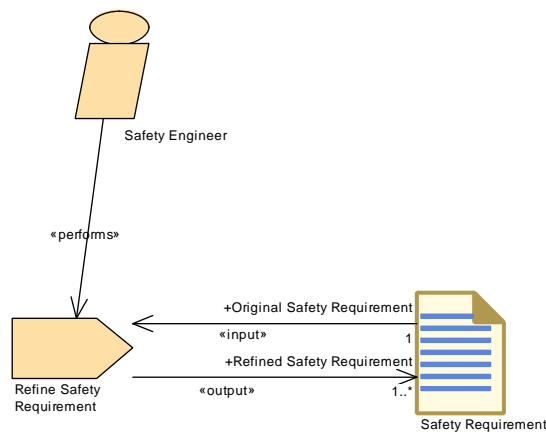 Safety Engineer
«performs»
+Original Safety Requirement
«input»
1
+Refined Safety Requirement
«output»
1..*
Refine Safety
Requirement
Safety Requirement